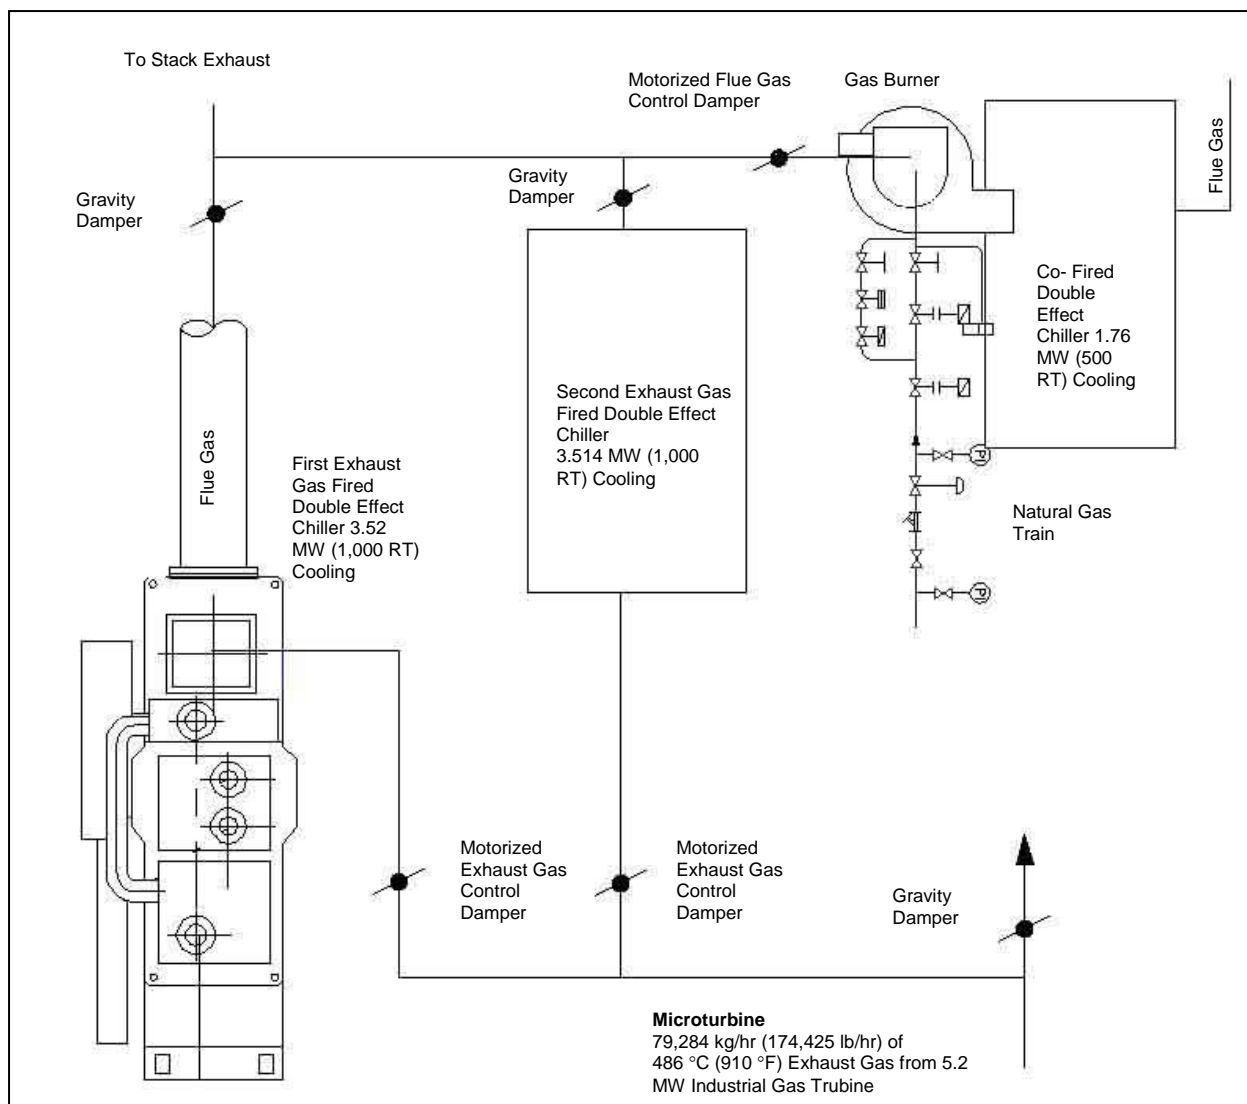 To Stack Exhaust
Motorized Flue Gas
Control Damper
Gas Burner
Flue Gas
Gravity
Damper
Gravity
Damper
Co- Fired
Double
Effect
Chiller 1.76
MW (500
RT) Cooling
Second Exhaust Gas
Fired Double Effect
Chiller
3.514 MW (1,000
RT) Cooling
Flue Gas
First Exhaust
Gas Fired
Double Effect
Chiller 3.52
MW (1,000 RT)
Cooling
PI
Natural Gas
Train
PI
Motorized
Exhaust Gas
Control
Damper
Motorized
Exhaust Gas
Control
Damper
Gravity
Damper
Microturbine
79,284 kg/hr (174,425 lb/hr) of
486 °C (910 °F) Exhaust Gas from 5.2
MW Industrial Gas Trubine